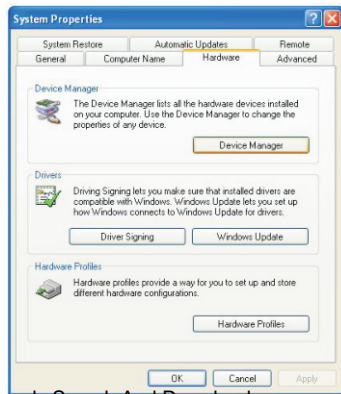 System Properties
System Restore Automatic Updates Remote
General Computer Name Hardware Advanced
Device Manager
The Device Manager lists all the hardware devices installed
on your computer. Use the Device Manager to change the
properties of any device.
Device Manager
Drivers
Driving Signing lets you make sure that installed drivers are
compatible with Windows. Windows Update lets you set up
how Windows connects to Windows Update for drivers.
Driver Signing Windows Update
Hardware Profiles
Hardware profiles provide a way for you to set up and store
different hardware configurations.
Hardware Profiles
OK Cancel Apply